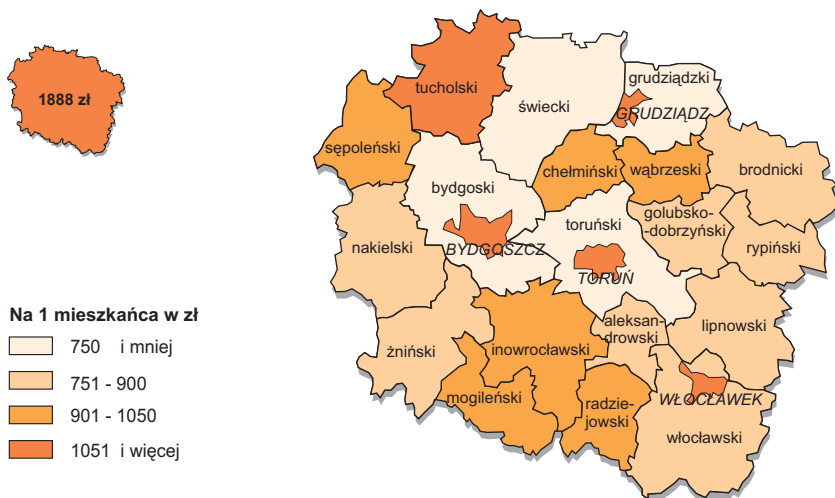 1888 zł
tucholski
świecki
grudziądzki
GRUDZIĄDZ
sępoleński
chełmiński
wąbrzeski
brodnicki
bydgoski
BYDGOSZCZ
toruński
TORUŃ
golubsko-
-dobrzyński
rypiński
nakielski
żniński
inowrocławski
aleksan-
drowski
lipnowski
mogileński
radzie-
jowski
WŁOCŁAWEK
włocławski
Na 1 mieszkańca w zł
750 i mniej
751 - 900
901 - 1050
1051 i więcej